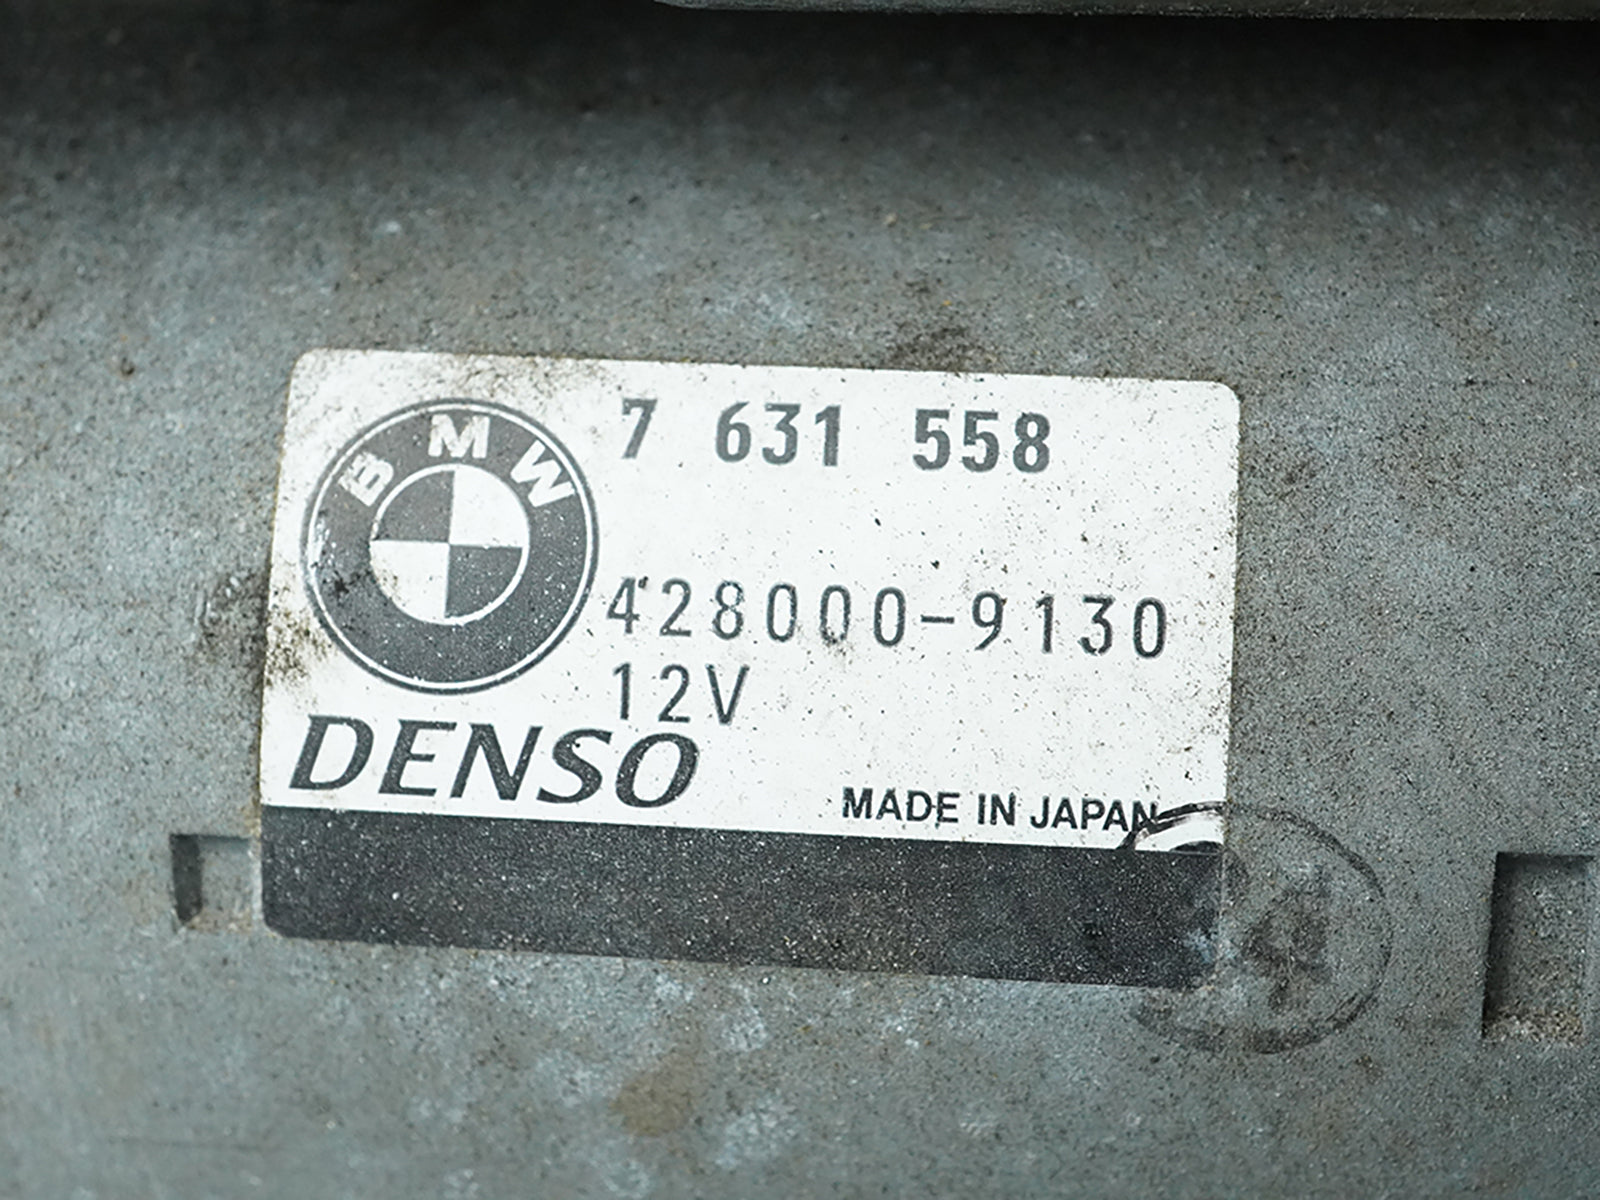 BMW
7 631 558
428000-9130
12V
DENSO
MADE IN JAPAN